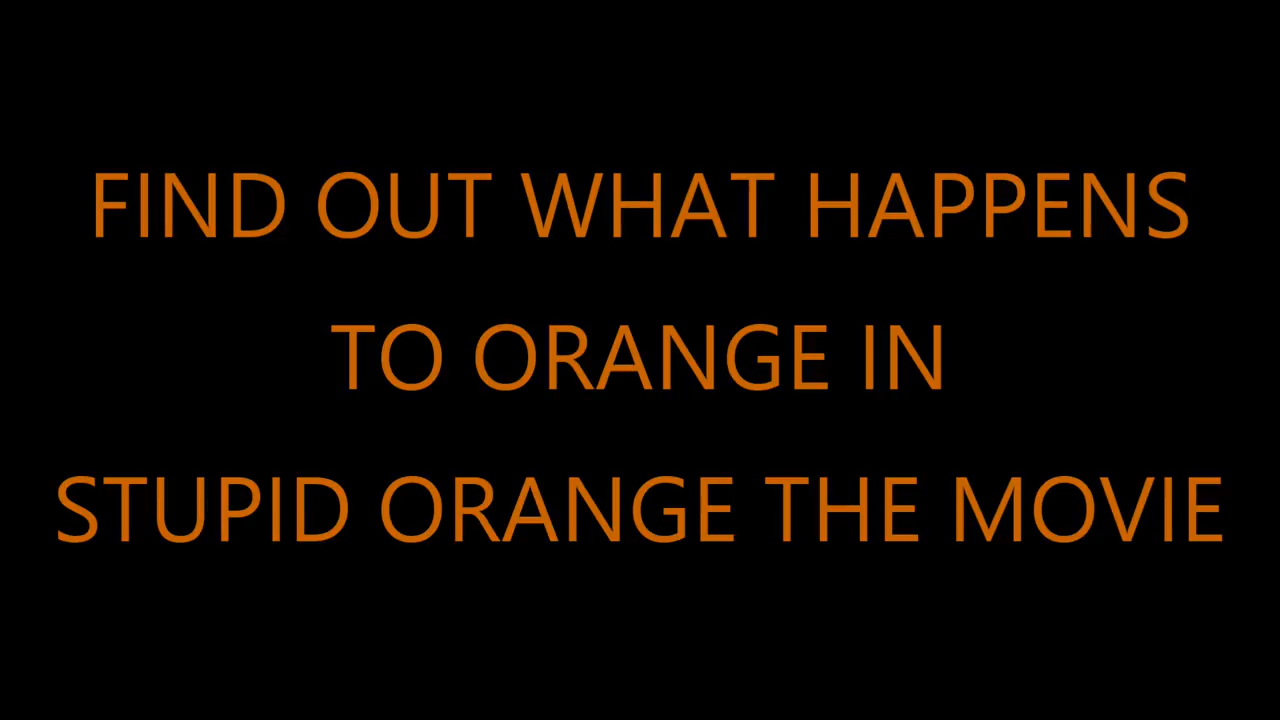 FIND OUT WHAT HAPPENS
TO ORANGE IN
STUPID ORANGE THE MOVIE